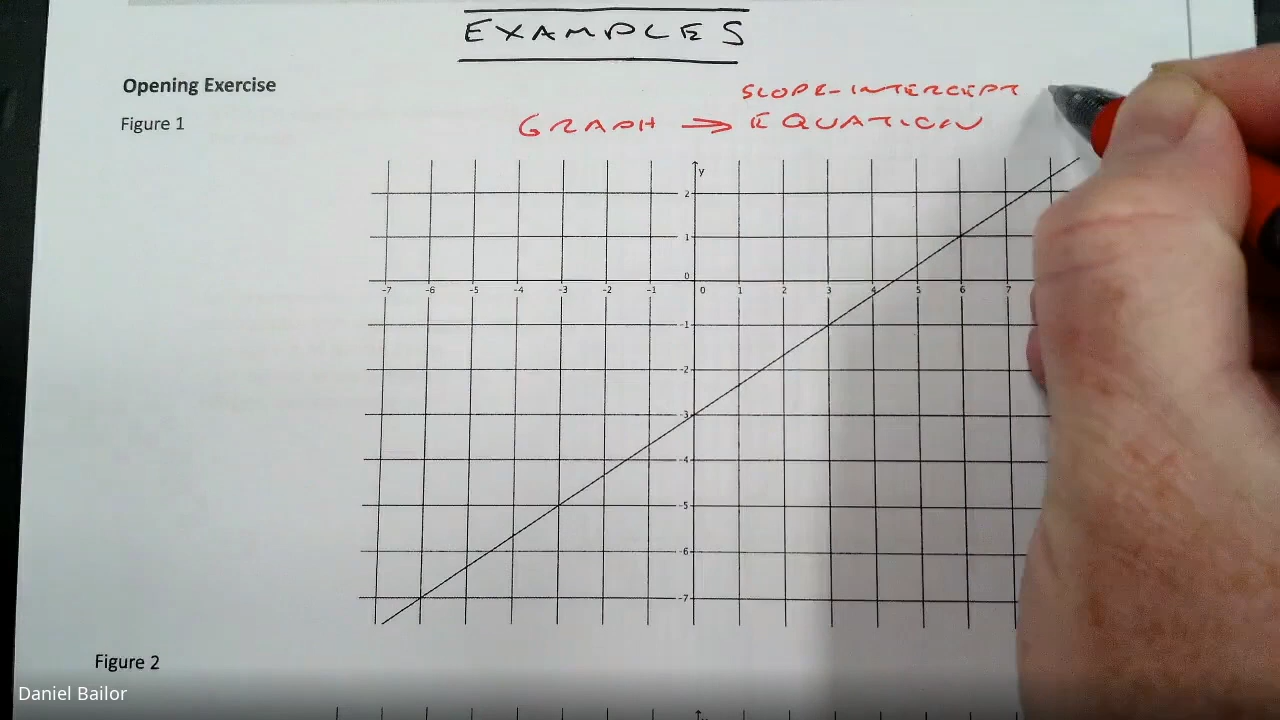 EXAMPLES
Opening Exercise
SLOPE-INTERCEPT
Figure 1
GRAPH → EQUATION
y
2
1
0
-7 -6 -5 -4 -3 -2 -1 0 1 2 3 4 5 6 7
-1
-2
-3
-4
-5
-6
-7
Figure 2
Daniel Bailor